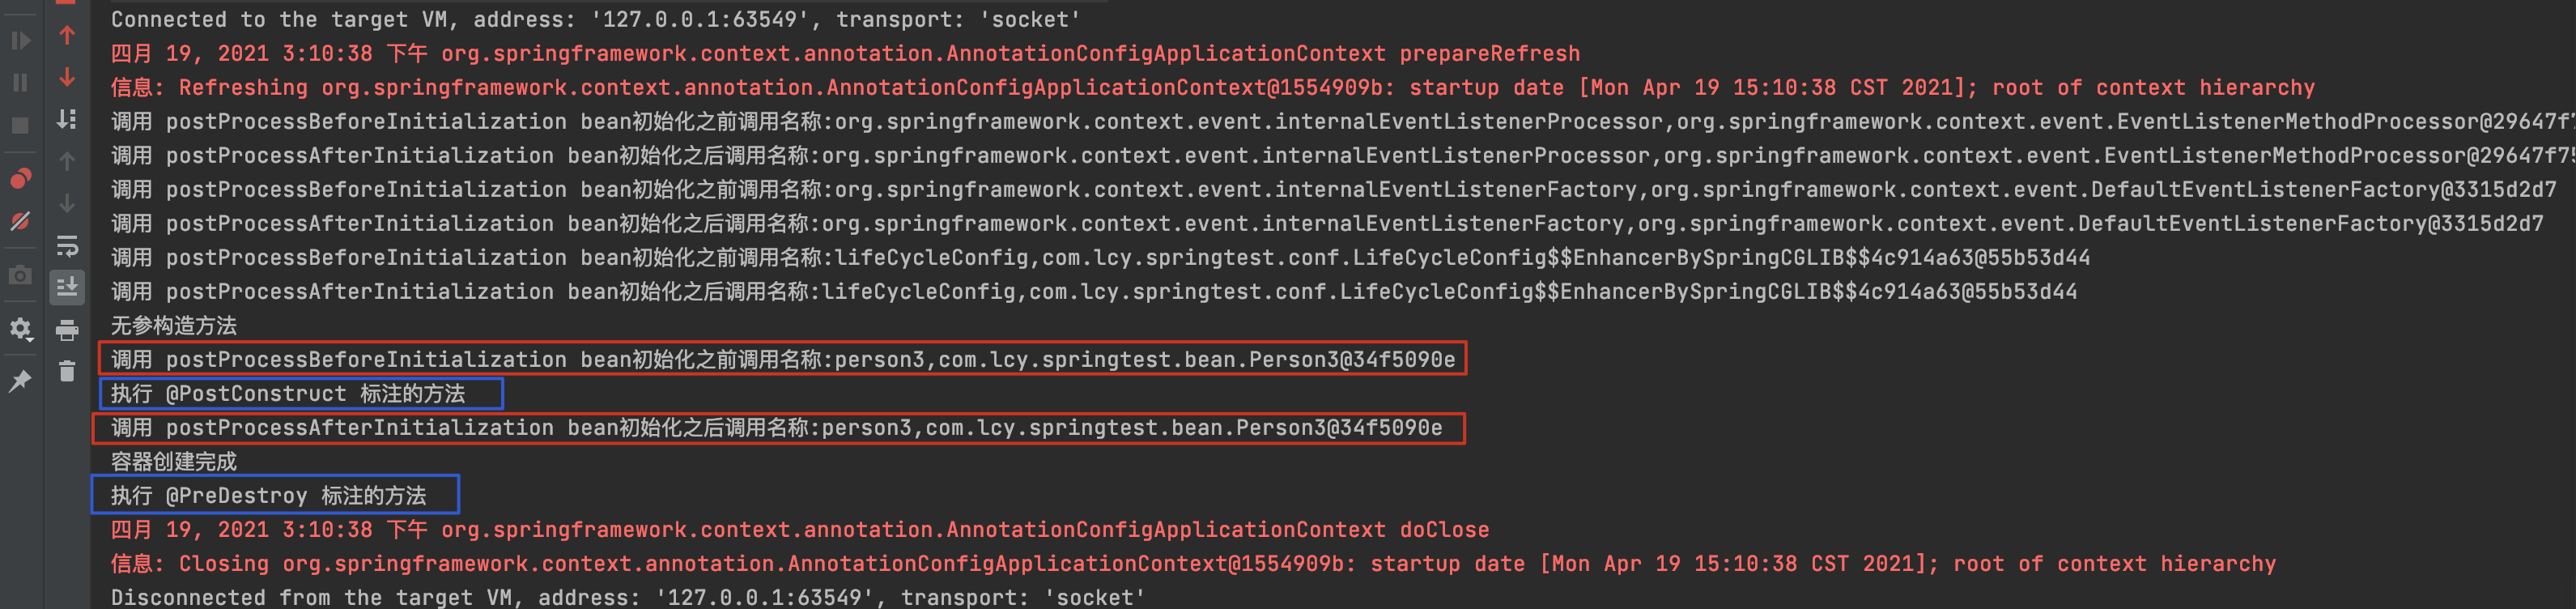 Connected to the target VM, address: '127.0.0.1:63549', transport: 'socket'
四月 19, 2021 3:10:38 下午 org.springframework.context.annotation.AnnotationConfigApplicationContext prepareRefresh
信息: Refreshing org.springframework.context.annotation.AnnotationConfigApplicationContext@1554909b: startup date [Mon Apr 19 15:10:38 CST 2021]; root of context hierarchy
调用 postProcessBeforeInitialization bean初始化之前调用名称:org.springframework.context.event.internalEventListenerProcessor,org.springframework.context.event.EventListenerMethodProcessor@29647f7
调用 postProcessAfterInitialization bean初始化之后调用名称:org.springframework.context.event.internalEventListenerProcessor,org.springframework.context.event.EventListenerMethodProcessor@29647f75
调用 postProcessBeforeInitialization bean初始化之前调用名称:org.springframework.context.event.internalEventListenerFactory,org.springframework.context.event.DefaultEventListenerFactory@3315d2d7
调用 postProcessAfterInitialization bean初始化之后调用名称:org.springframework.context.event.internalEventListenerFactory,org.springframework.context.event.DefaultEventListenerFactory@3315d2d7
调用 postProcessBeforeInitialization bean初始化之前调用名称:lifeCycleConfig,com.lcy.springtest.conf.LifeCycleConfig$$EnhancerBySpringCGLIB$$4c914a63@55b53d44
调用 postProcessAfterInitialization bean初始化之后调用名称:lifeCycleConfig,com.lcy.springtest.conf.LifeCycleConfig$$EnhancerBySpringCGLIB$$4c914a63@55b53d44
无参构造方法
调用 postProcessBeforeInitialization bean初始化之前调用名称:person3,com.lcy.springtest.bean.Person3@34f5090e
执行 @PostConstruct 标注的方法
调用 postProcessAfterInitialization bean初始化之后调用名称:person3,com.lcy.springtest.bean.Person3@34f5090e
容器创建完成
执行 @PreDestroy 标注的方法
四月 19, 2021 3:10:38 下午 org.springframework.context.annotation.AnnotationConfigApplicationContext doClose
信息: Closing org.springframework.context.annotation.AnnotationConfigApplicationContext@1554909b: startup date [Mon Apr 19 15:10:38 CST 2021]; root of context hierarchy
Disconnected from the target VM, address: '127.0.0.1:63549', transport: 'socket'